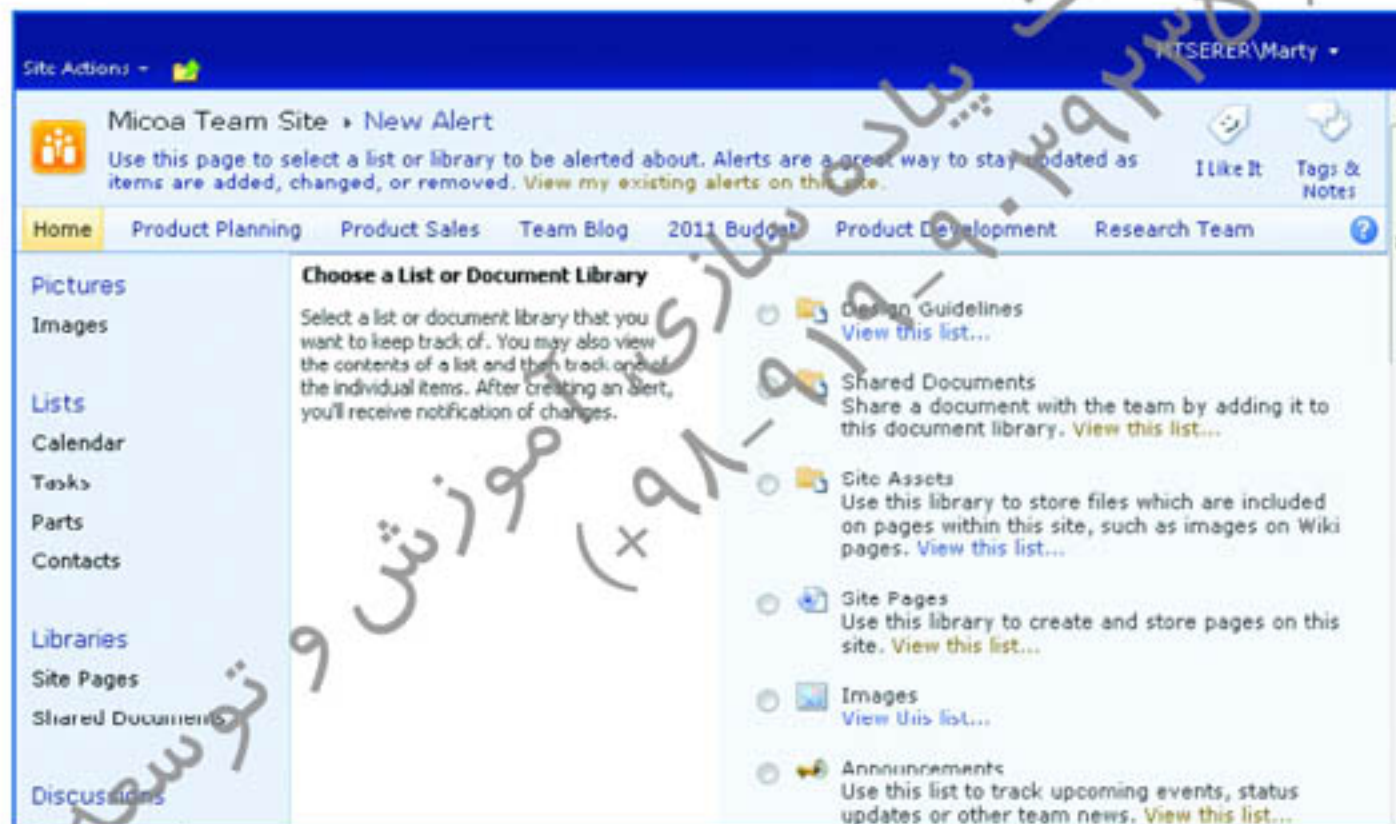 Site Actions
MTSERER\Marty
Micoa Team Site › New Alert
Use this page to select a list or library to be alerted about. Alerts are a great way to stay updated as
items are added, changed, or removed. View my existing alerts on this site.
I Like It
Tags &
Notes
Home Product Planning Product Sales Team Blog 2011 Budget Product Development Research Team
Pictures
Images
Lists
Calendar
Tasks
Parts
Contacts
Libraries
Site Pages
Shared Documents
Discussions
Choose a List or Document Library
Select a list or document library that you
want to keep track of. You may also view
the contents of a list and then track one of
the individual items. After creating an alert,
you'll receive notification of changes.
Design Guidelines
View this list...
Shared Documents
Share a document with the team by adding it to
this document library. View this list...
Site Assets
Use this library to store files which are included
on pages within this site, such as images on Wiki
pages. View this list...
Site Pages
Use this library to create and store pages on this
site. View this list...
Images
View this list...
Announcements
Use this list to track upcoming events, status
updates or other team news. View this list...
پیاده سازی، آموزش و توسعه